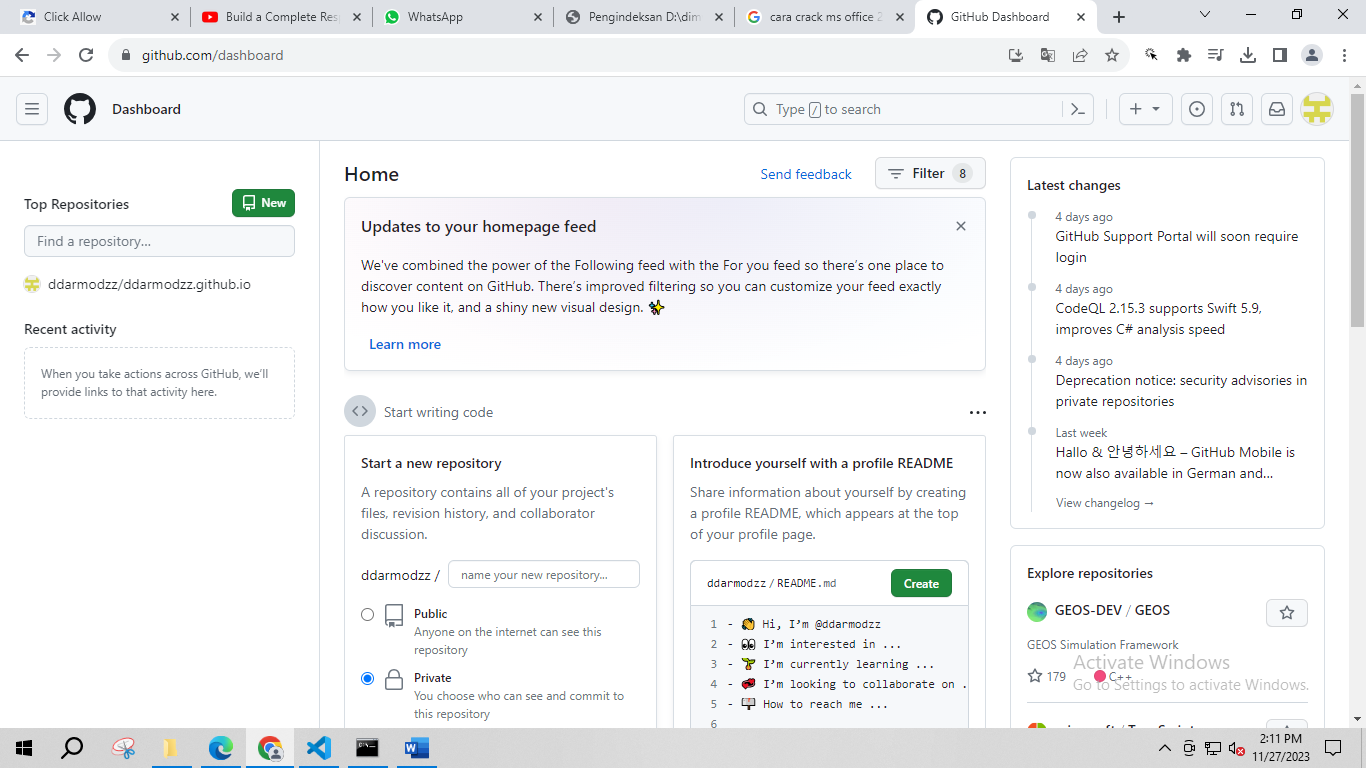 Click Allow
Build a Complete Res
WhatsApp
Pengindeksan D:\dim
cara crack ms office 2
GitHub Dashboard
github.com/dashboard
Dashboard
Type / to search
Top Repositories
New
Find a repository...
ddarmodzz/ddarmodzz.github.io
Recent activity
When you take actions across GitHub, we'll
provide links to that activity here.
Home
Send feedback
Filter 8
Updates to your homepage feed
We've combined the power of the Following feed with the For you feed so there's one place to
discover content on GitHub. There's improved filtering so you can customize your feed exactly
how you like it, and a shiny new visual design. ✨
Learn more
Start writing code
Start a new repository
A repository contains all of your project's
files, revision history, and collaborator
discussion.
ddarmodzz /
name your new repository...
Public
Anyone on the internet can see this
repository
Private
You choose who can see and commit to
this repository
Introduce yourself with a profile README
Share information about yourself by creating
a profile README, which appears at the top
of your profile page.
ddarmodzz / README.md
Create
1 - 👋 Hi, I'm @ddarmodzz
2 - 👀 I'm interested in ...
3 - 🌱 I'm currently learning ...
4 - 💞️ I'm looking to collaborate on .
5 - 📫 How to reach me ...
6
Latest changes
4 days ago
GitHub Support Portal will soon require
login
4 days ago
CodeQL 2.15.3 supports Swift 5.9,
improves C# analysis speed
4 days ago
Deprecation notice: security advisories in
private repositories
Last week
Hallo & 안녕하세요 – GitHub Mobile is
now also available in German and...
View changelog →
Explore repositories
GEOS-DEV / GEOS
GEOS Simulation Framework
179
C++
Activate Windows
Go to Settings to activate Windows.
2:11 PM
11/27/2023